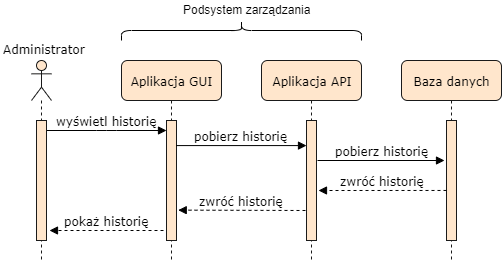 Podsystem zarządzania
Administrator
Aplikacja GUI
Aplikacja API
Baza danych
wyświetl historię
pobierz historię
pobierz historię
zwróć historię
zwróć historię
pokaż historię